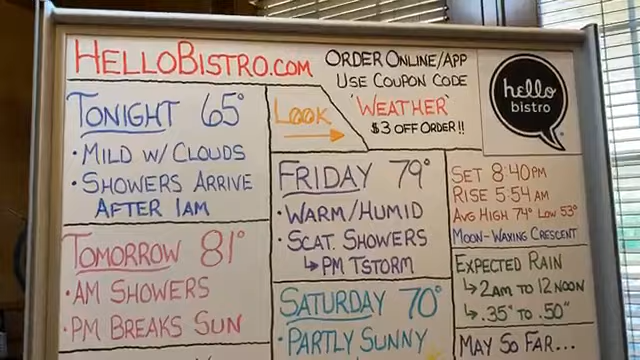 HELLOBISTRO.COM
ORDER ONLINE/APP
USE COUPON CODE
'WEATHER'
$3 OFF ORDER!!
hello
bistro
TONIGHT 65°
• MILD W/ CLOUDS
• SHOWERS ARRIVE
AFTER 1AM
LOOK
TOMORROW 81°
• AM SHOWERS
• PM BREAKS SUN
FRIDAY 79°
• WARM/HUMID
• SCAT. SHOWERS
↳ PM TSTORM
SATURDAY 70°
• PARTLY SUNNY
SET 8:40PM
RISE 5:54AM
AVG HIGH 74° LOW 53°
MOON-WAXING CRESCENT
EXPECTED RAIN
↳ 2AM TO 12 NOON
↳ .35" TO .50"
MAY SO FAR...